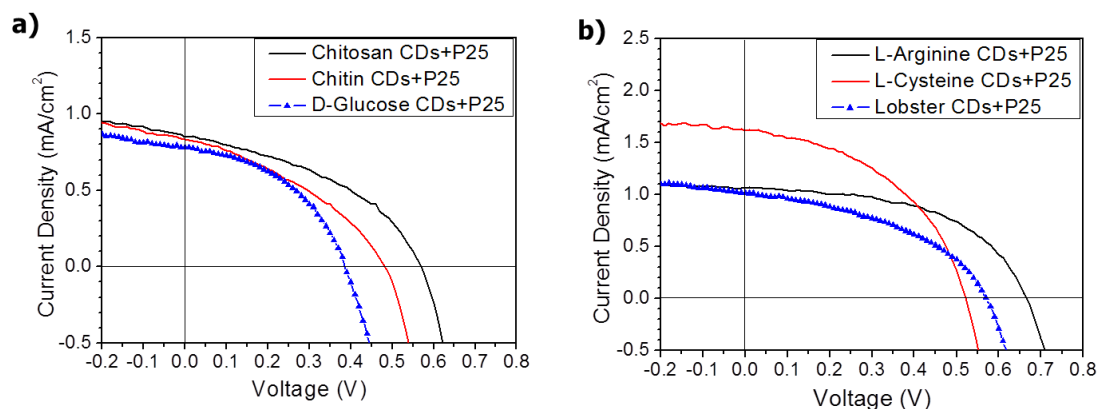 a)
1.5
1.0
0.5
0.0
-0.5
Current Density (mA/cm²)
Chitosan CDs+P25
Chitin CDs+P25
D-Glucose CDs+P25
-0.2 -0.1 0.0 0.1 0.2 0.3 0.4 0.5 0.6 0.7 0.8
Voltage (V)
b)
2.5
2.0
1.5
1.0
0.5
0.0
-0.5
Current Density (mA/cm²)
L-Arginine CDs+P25
L-Cysteine CDs+P25
Lobster CDs+P25
-0.2 -0.1 0.0 0.1 0.2 0.3 0.4 0.5 0.6 0.7 0.8
Voltage (V)